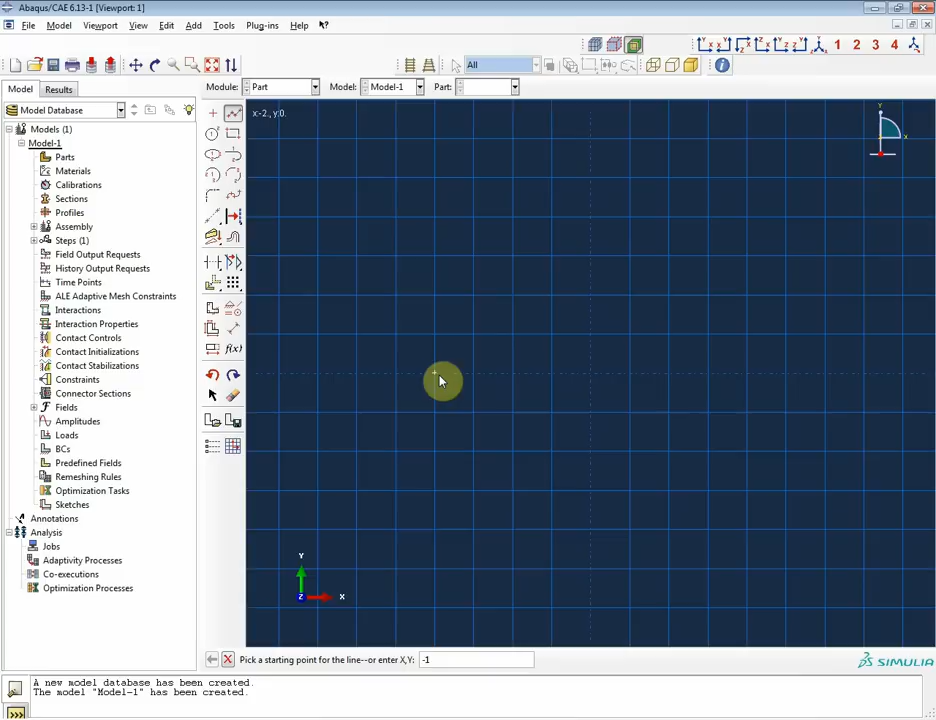 Abaqus/CAE 6.13-1 [Viewport: 1]
File Model Viewport View Edit Add Tools Plug-ins Help
1 2 3 4
All
Model Results
Module: Part Model: Model-1 Part:
Model Database
x:-2., y:0.
Y
X
Models (1)
Model-1
Parts
Materials
Calibrations
Sections
Profiles
Assembly
Steps (1)
Field Output Requests
History Output Requests
Time Points
ALE Adaptive Mesh Constraints
Interactions
Interaction Properties
Contact Controls
Contact Initializations
Contact Stabilizations
Constraints
Connector Sections
Fields
Amplitudes
Loads
BCs
Predefined Fields
Remeshing Rules
Optimization Tasks
Sketches
Annotations
Analysis
Jobs
Adaptivity Processes
Co-executions
Optimization Processes
f(x)
Y
Z X
Pick a starting point for the line--or enter X,Y: -1
SIMULIA
A new model database has been created.
The model "Model-1" has been created.
>>>